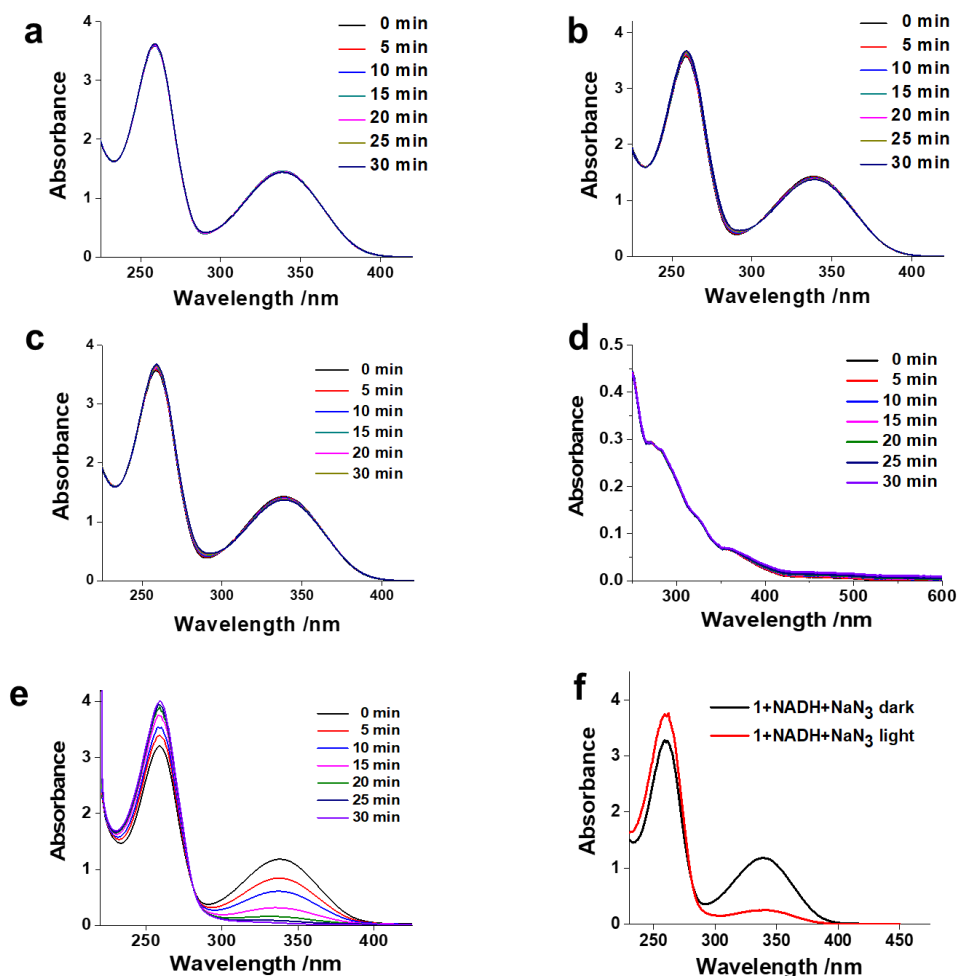 a
4
3
2
1
0
Absorbance
250 300 350 400
Wavelength /nm
0 min
5 min
10 min
15 min
20 min
25 min
30 min
b
4
3
2
1
0
Absorbance
250 300 350 400
Wavelength /nm
0 min
5 min
10 min
15 min
20 min
25 min
30 min
c
4
3
2
1
0
Absorbance
250 300 350 400
Wavelength /nm
0 min
5 min
10 min
15 min
20 min
30 min
d
0.5
0.4
0.3
0.2
0.1
0.0
Absorbance
300 400 500 600
Wavelength /nm
0 min
5 min
10 min
15 min
20 min
25 min
30 min
e
4
3
2
1
0
Absorbance
250 300 350 400
Wavelength /nm
0 min
5 min
10 min
15 min
20 min
25 min
30 min
f
4
3
2
1
0
Absorbance
250 300 350 400 450
Wavelength /nm
1+NADH+NaN₃ dark
1+NADH+NaN₃ light